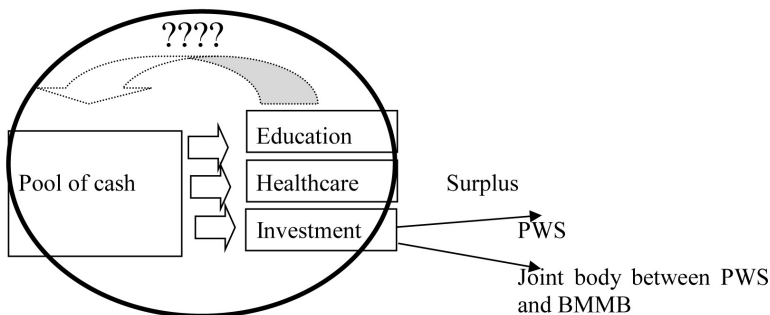 ????
Education
Pool of cash
Healthcare
Surplus
Investment
PWS
Joint body between PWS
and BMMB